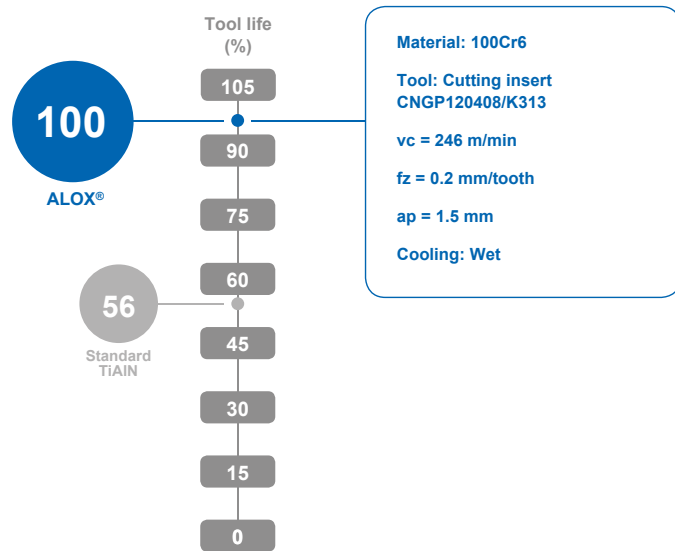 Tool life
(%)
105
100
ALOX®
90
75
60
56
Standard
TiAlN
45
30
15
0
Material: 100Cr6
Tool: Cutting insert
CNGP120408/K313
vc = 246 m/min
fz = 0.2 mm/tooth
ap = 1.5 mm
Cooling: Wet